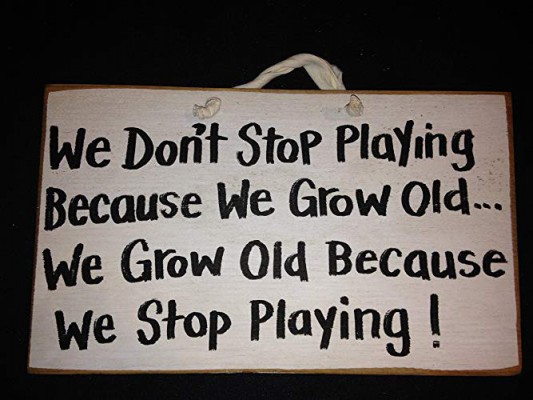 We Don't Stop Playing
Because We Grow Old...
We Grow Old Because
We Stop Playing!